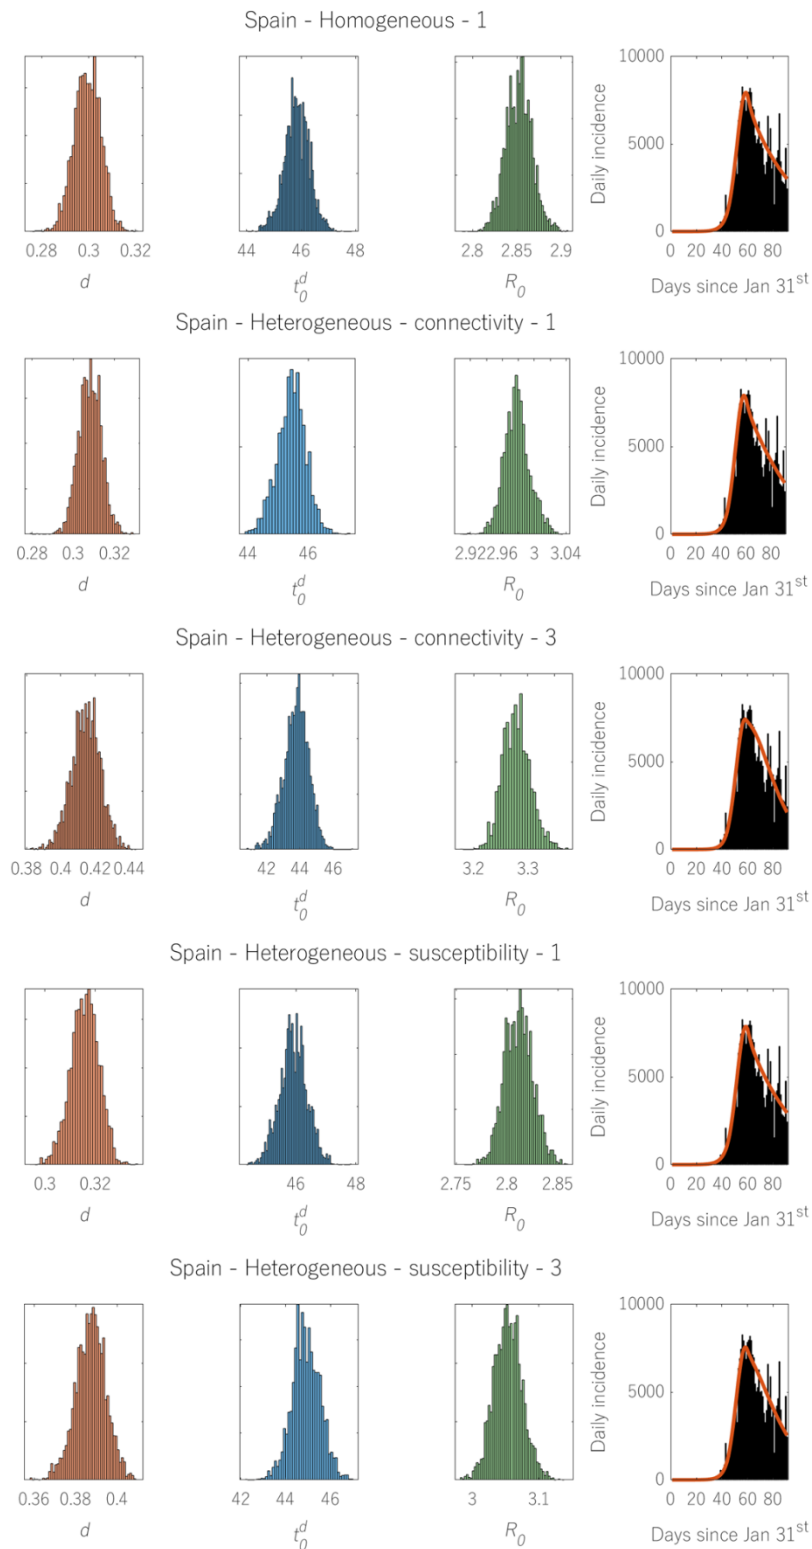 Spain - Homogeneous - 1
10000
5000
0
Daily incidence
0.28 0.3 0.32
44 46 48
2.8 2.85 2.9
0 20 40 60 80
d
t₀ᵈ
R₀
Days since Jan 31st
Spain - Heterogeneous - connectivity - 1
10000
5000
0
Daily incidence
0.28 0.3 0.32
44 46
2.92 2.96 3 3.04
0 20 40 60 80
d
t₀ᵈ
R₀
Days since Jan 31st
Spain - Heterogeneous - connectivity - 3
10000
5000
0
Daily incidence
0.38 0.4 0.42 0.44
42 44 46
3.2 3.3
0 20 40 60 80
d
t₀ᵈ
R₀
Days since Jan 31st
Spain - Heterogeneous - susceptibility - 1
10000
5000
0
Daily incidence
0.3 0.32
46 48
2.75 2.8 2.85
0 20 40 60 80
d
t₀ᵈ
R₀
Days since Jan 31st
Spain - Heterogeneous - susceptibility - 3
10000
5000
0
Daily incidence
0.36 0.38 0.4
42 44 46
3 3.1
0 20 40 60 80
d
t₀ᵈ
R₀
Days since Jan 31st